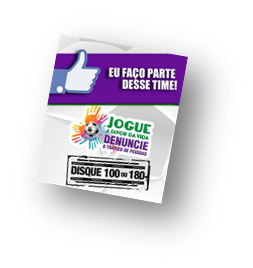 EU FAÇO PARTE
DESSE TIME!
JOGUE
A FAVOR DA VIDA
DENUNCIE
O TRÁFICO DE PESSOAS
DISQUE 100 OU 180